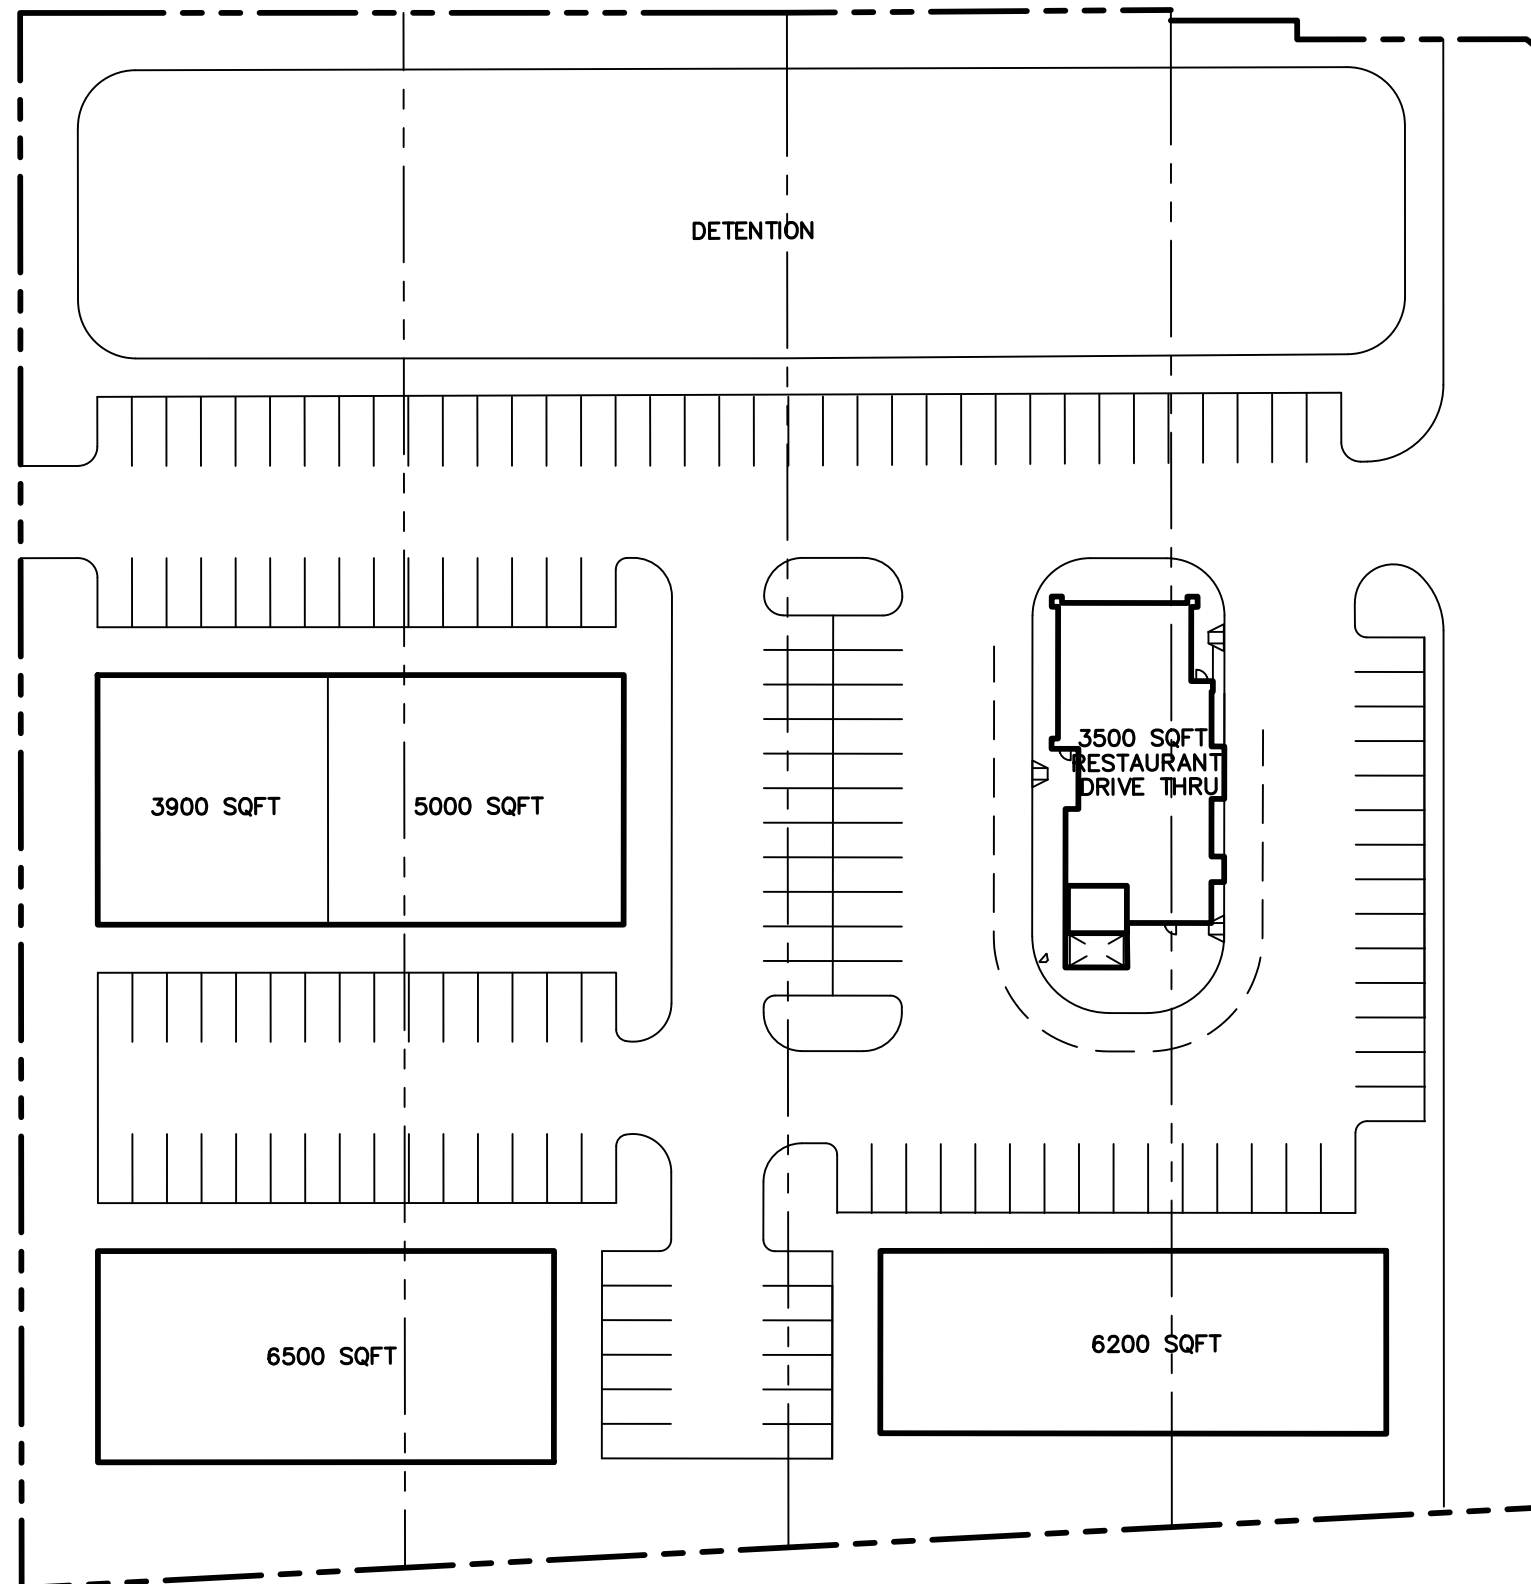 DETENTION
3500 SQFT
RESTAURANT
DRIVE THRU
3900 SQFT
5000 SQFT
6500 SQFT
6200 SQFT